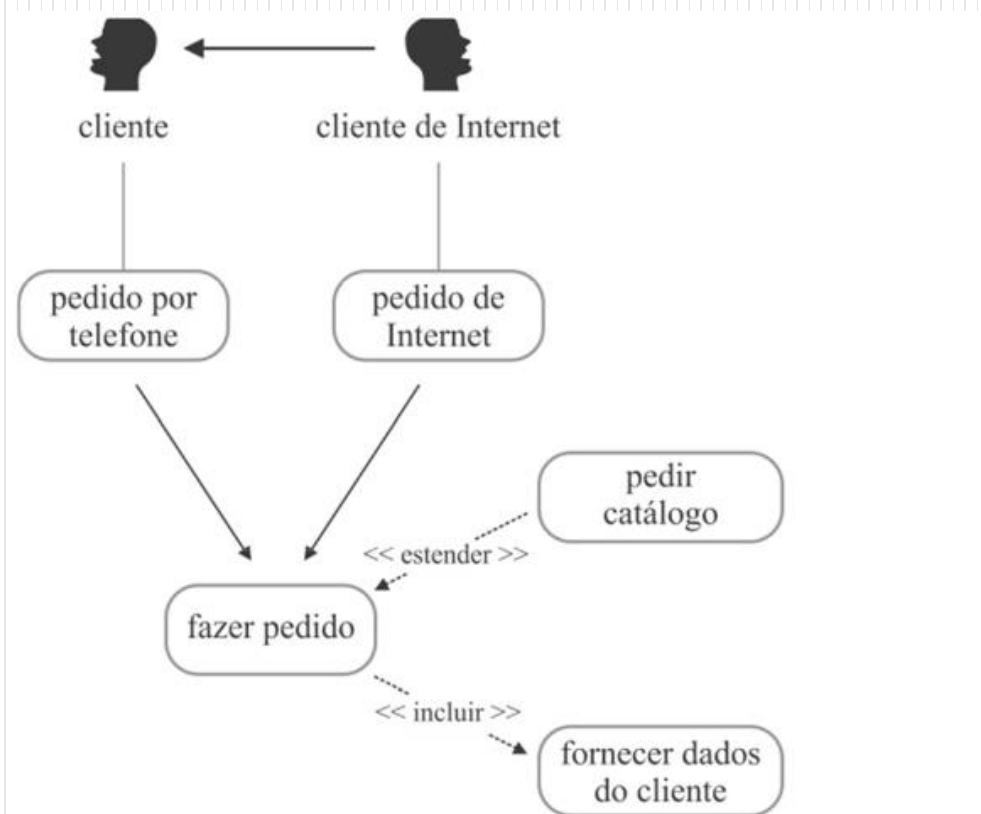 cliente
cliente de Internet
pedido por
telefone
pedido de
Internet
pedir
catálogo
<< estender >>
fazer pedido
<< incluir >>
fornecer dados
do cliente